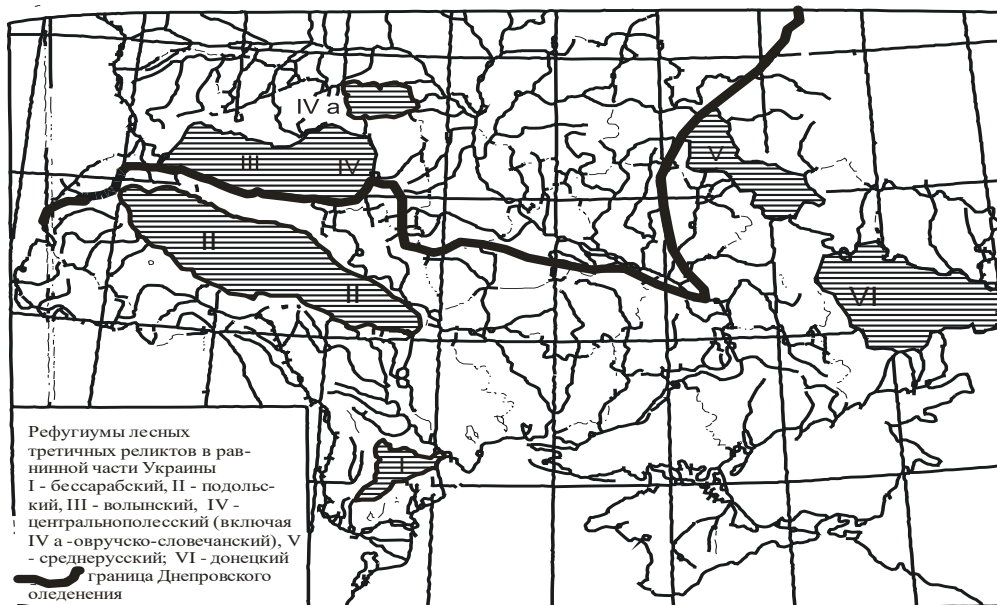 IV а
III
IV
V
II
VI
II
I
Рефугиумы лесных
третичных реликтов в рав-
нинной части Украины
I - бессарабский, II - подольс-
кий, III - волынский, IV -
центральнополесский (включая
IV а -овручско-словечанский), V
- среднерусский; VI - донецкий
граница Днепровского
оледенения